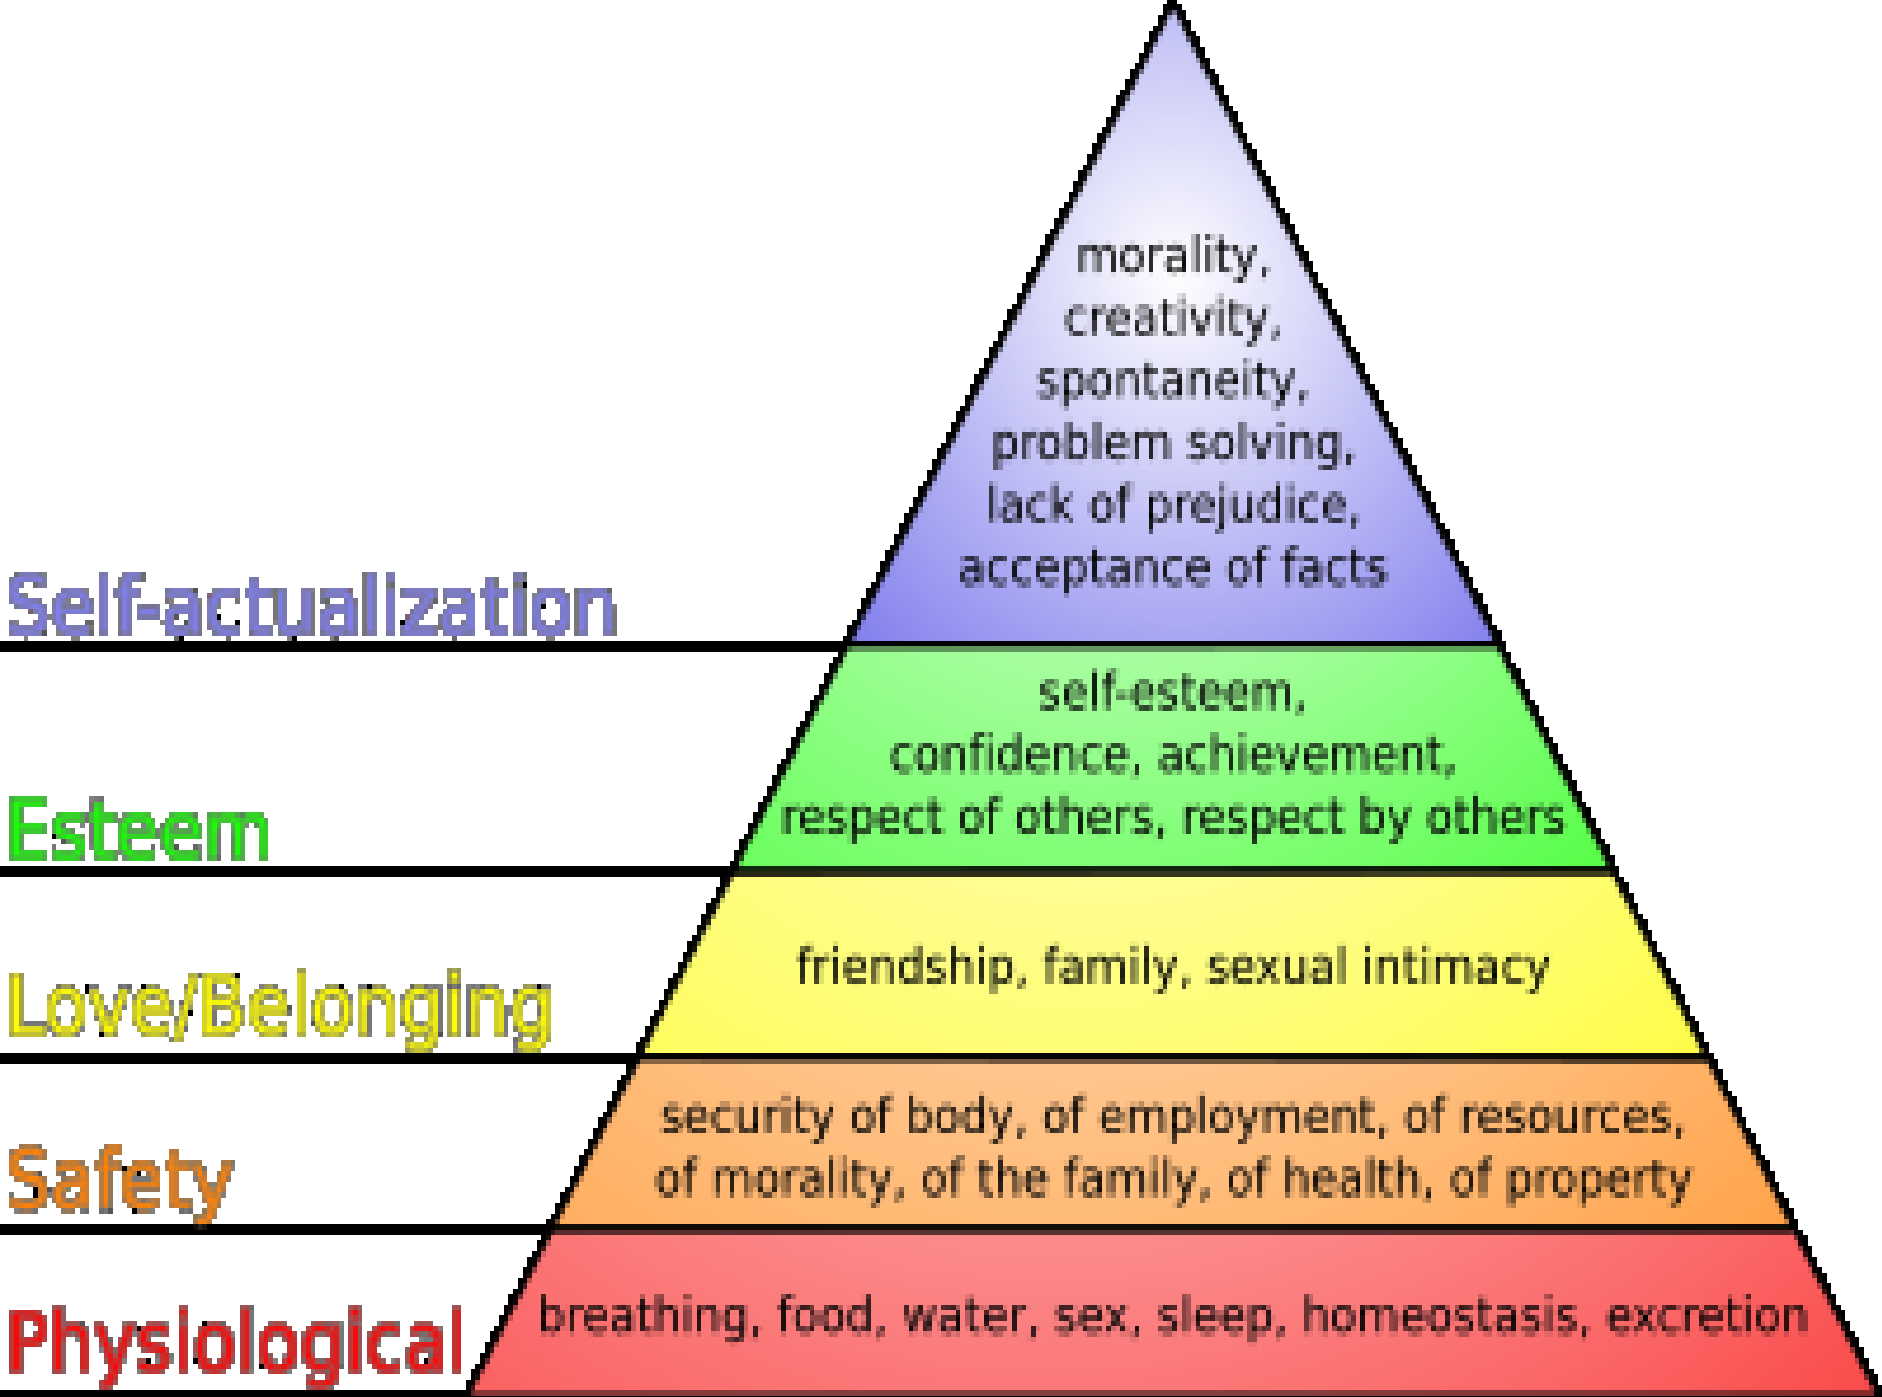 morality,
creativity,
spontaneity,
problem solving,
lack of prejudice,
acceptance of facts
Self-actualization
self-esteem,
confidence, achievement,
respect of others, respect by others
Esteem
friendship, family, sexual intimacy
Love/Belonging
security of body, of employment, of resources,
of morality, of the family, of health, of property
Safety
breathing, food, water, sex, sleep, homeostasis, excretion
Physiological